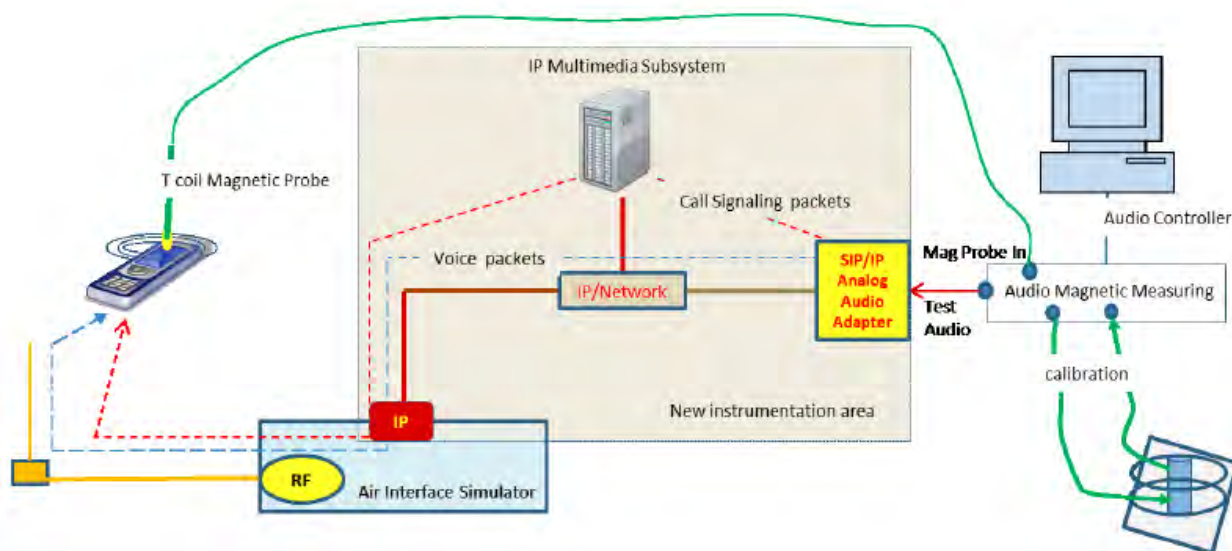 IP Multimedia Subsystem
T coil Magnetic Probe
Call Signaling packets
Audio Controller
Voice packets
SIP/IP
Analog
Audio
Adapter
Mag Probe In
IP/Network
Audio Magnetic Measuring
Test
Audio
calibration
New instrumentation area
IP
RF
Air Interface Simulator